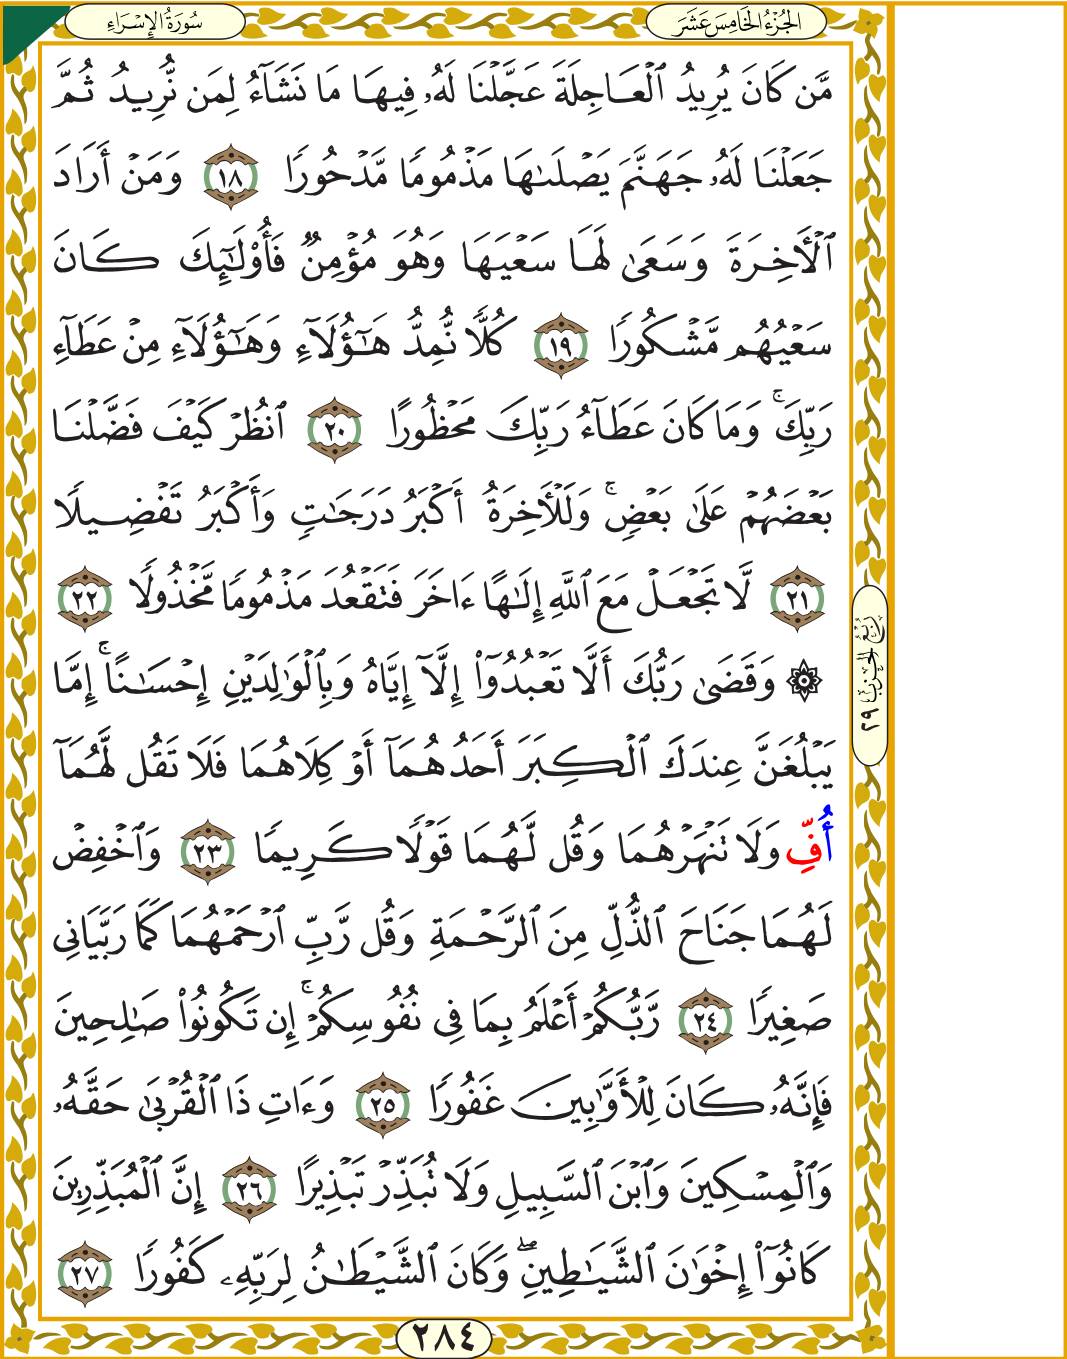 سُورَةُ الإِسْرَاءِ
الجُزْءُ الخَامِسَ عَشَرَ
مَّن كَانَ يُرِيدُ ٱلْعَاجِلَةَ عَجَّلْنَا لَهُۥ فِيهَا مَا نَشَآءُ لِمَن نُّرِيدُ ثُمَّ
جَعَلْنَا لَهُۥ جَهَنَّمَ يَصْلَىٰهَا مَذْمُومًا مَّدْحُورًا ١٨ وَمَنْ أَرَادَ
ٱلْأَخِرَةَ وَسَعَىٰ لَهَا سَعْيَهَا وَهُوَ مُؤْمِنٌ فَأُوْلَـٰٓئِكَ كَانَ
سَعْيُهُم مَّشْكُورًا ١٩ كُلًّا نُّمِدُّ هَـٰٓؤُلَآءِ وَهَـٰٓؤُلَآءِ مِنْ عَطَآءِ
رَبِّكَۚ وَمَا كَانَ عَطَآءُ رَبِّكَ مَحْظُورًا ٢٠ ٱنظُرْ كَيْفَ فَضَّلْنَا
بَعْضَهُمْ عَلَىٰ بَعْضٍۚ وَلَلْأَخِرَةُ أَكْبَرُ دَرَجَـٰتٍ وَأَكْبَرُ تَفْضِيلًا
٢١ لَّا تَجْعَلْ مَعَ ٱللَّهِ إِلَـٰهًا ءَاخَرَ فَتَقْعُدَ مَذْمُومًا مَّخْذُولًا ٢٢
۞ وَقَضَىٰ رَبُّكَ أَلَّا تَعْبُدُوٓاْ إِلَّآ إِيَّاهُ وَبِٱلْوَٰلِدَيْنِ إِحْسَـٰنًاۚ إِمَّا
يَبْلُغَنَّ عِندَكَ ٱلْكِبَرَ أَحَدُهُمَآ أَوْ كِلَاهُمَا فَلَا تَقُل لَّهُمَآ
أُفٍّ وَلَا تَنْهَرْهُمَا وَقُل لَّهُمَا قَوْلًا كَرِيمًا ٢٣ وَٱخْفِضْ
لَهُمَا جَنَاحَ ٱلذُّلِّ مِنَ ٱلرَّحْمَةِ وَقُل رَّبِّ ٱرْحَمْهُمَا كَمَا رَبَّيَانِى
صَغِيرًا ٢٤ رَّبُّكُمْ أَعْلَمُ بِمَا فِى نُفُوسِكُمْۚ إِن تَكُونُواْ صَـٰلِحِينَ
فَإِنَّهُۥ كَانَ لِلْأَوَّٰبِينَ غَفُورًا ٢٥ وَءَاتِ ذَا ٱلْقُرْبَىٰ حَقَّهُۥ
وَٱلْمِسْكِينَ وَٱبْنَ ٱلسَّبِيلِ وَلَا تُبَذِّرْ تَبْذِيرًا ٢٦ إِنَّ ٱلْمُبَذِّرِينَ
كَانُوٓاْ إِخْوَٰنَ ٱلشَّيَـٰطِينِۖ وَكَانَ ٱلشَّيْطَـٰنُ لِرَبِّهِۦ كَفُورًا ٢٧
رُبْعُ الحِزْبِ ٢٩
٢٨٤